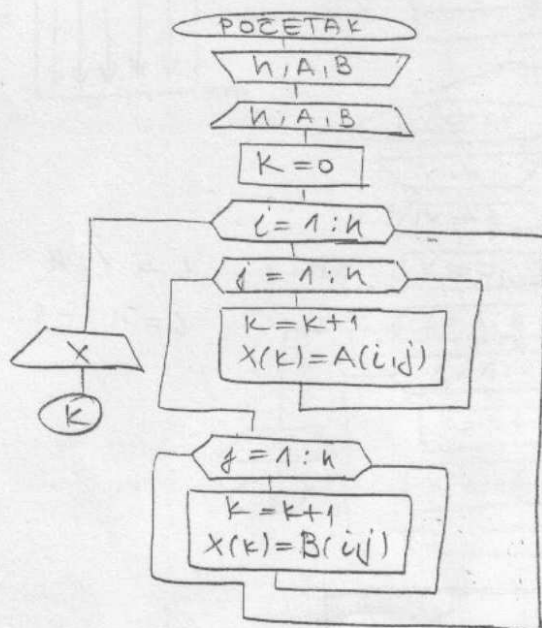 POČETAK
n, A, B
n, A, B
K = 0
i = 1 : n
j = 1 : n
K = K+1
X(K) = A(i,j)
X
K
j = 1 : n
K = K+1
X(K) = B(i,j)